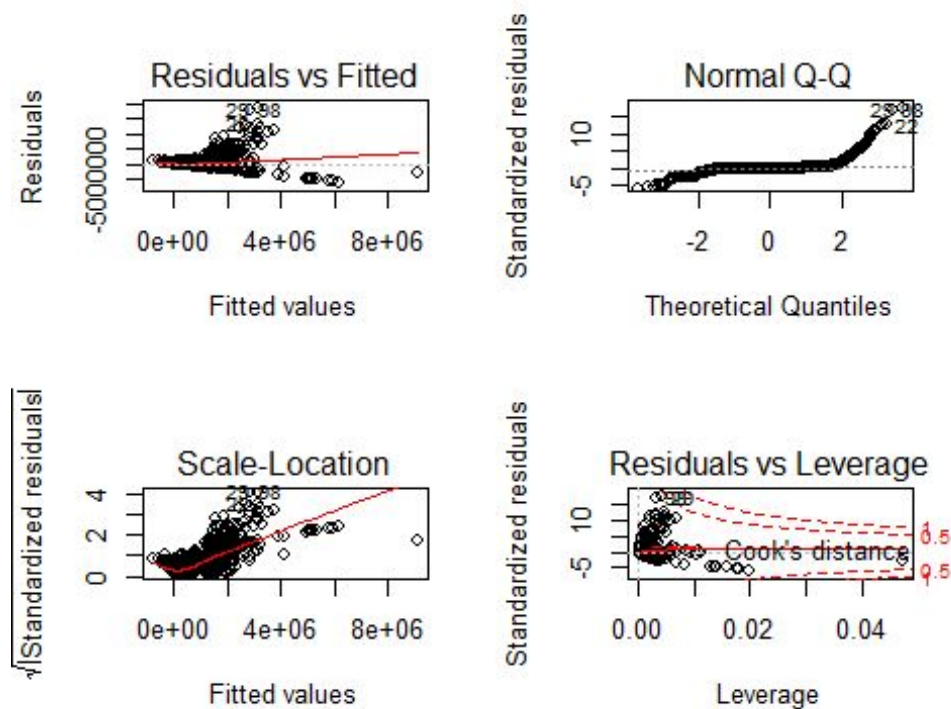 Residuals vs Fitted
Residuals
-5000000
0e+00 4e+06 8e+06
Fitted values
Normal Q-Q
Standardized residuals
-5 10
22
-2 0 2
Theoretical Quantiles
Scale-Location
√|Standardized residuals|
0 2 4
0e+00 4e+06 8e+06
Fitted values
Residuals vs Leverage
Standardized residuals
-5 10
Cook's distance
1
0.5
0.5
1
0.00 0.02 0.04
Leverage